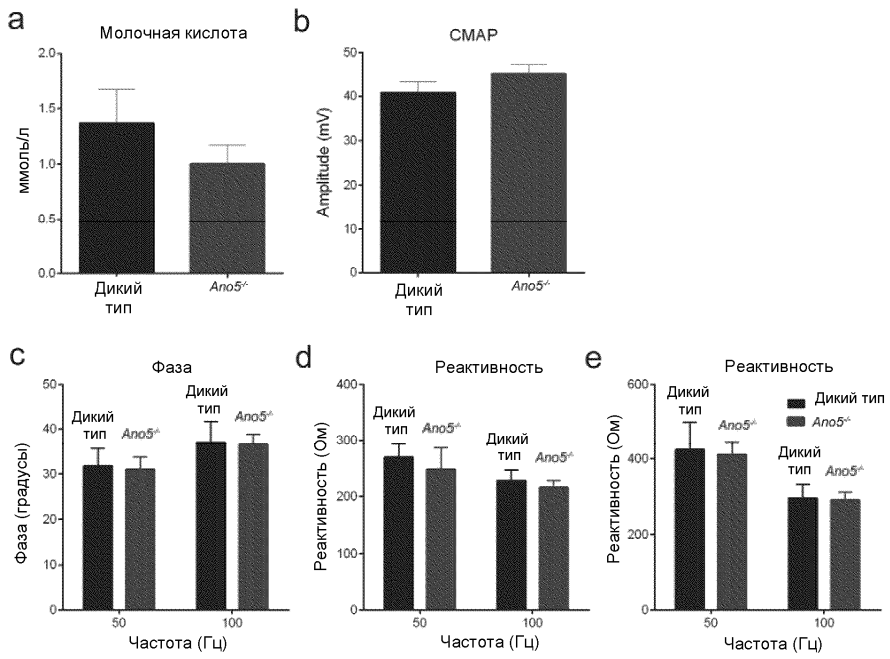 a
Молочная кислота
ммоль/л
2.0
1.5
1.0
0.5
0.0
Дикий
тип
Ano5-/-
b
CMAP
Amplitude (mV)
50
40
30
20
10
0
Дикий
тип
Ano5-/-
c
Фаза
Фаза (градусы)
50
40
30
20
10
0
Дикий
тип
Ano5-/-
Дикий
тип
Ano5-/-
50
100
Частота (Гц)
d
Реактивность
Реактивность (Ом)
400
300
200
100
0
Дикий
тип
Ano5-/-
Дикий
тип
Ano5-/-
50
100
Частота (Гц)
e
Реактивность
Реактивность (Ом)
600
400
200
0
Дикий
тип
Ano5-/-
Дикий
тип
Ano5-/-
Дикий тип
Ano5-/-
50
100
Частота (Гц)